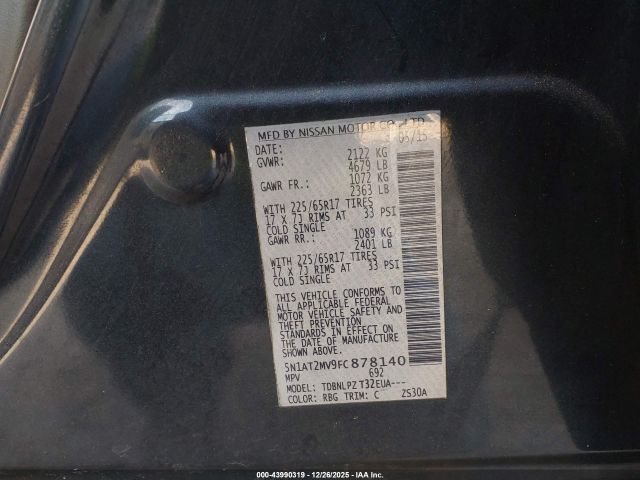 MFD BY NISSAN MOTOR CO., LTD.
DATE: 05/15
GVWR: 2122 KG
4679 LB
GAWR FR.: 1072 KG
2363 LB
WITH 225/65R17 TIRES
17 X 7J RIMS AT 33 PSI
COLD SINGLE
GAWR RR.: 1089 KG
2401 LB
WITH 225/65R17 TIRES
17 X 7J RIMS AT 33 PSI
COLD SINGLE
THIS VEHICLE CONFORMS TO
ALL APPLICABLE FEDERAL
MOTOR VEHICLE SAFETY AND
THEFT PREVENTION
STANDARDS IN EFFECT ON
THE DATE OF MANUFACTURE
SHOWN ABOVE.
5N1AT2MV9FC878140
MPV 692
MODEL: TDBNLPZ T32EUA---
COLOR: RBG TRIM: C ZS30A
000-43990319 - 12/26/2025 - IAA Inc.